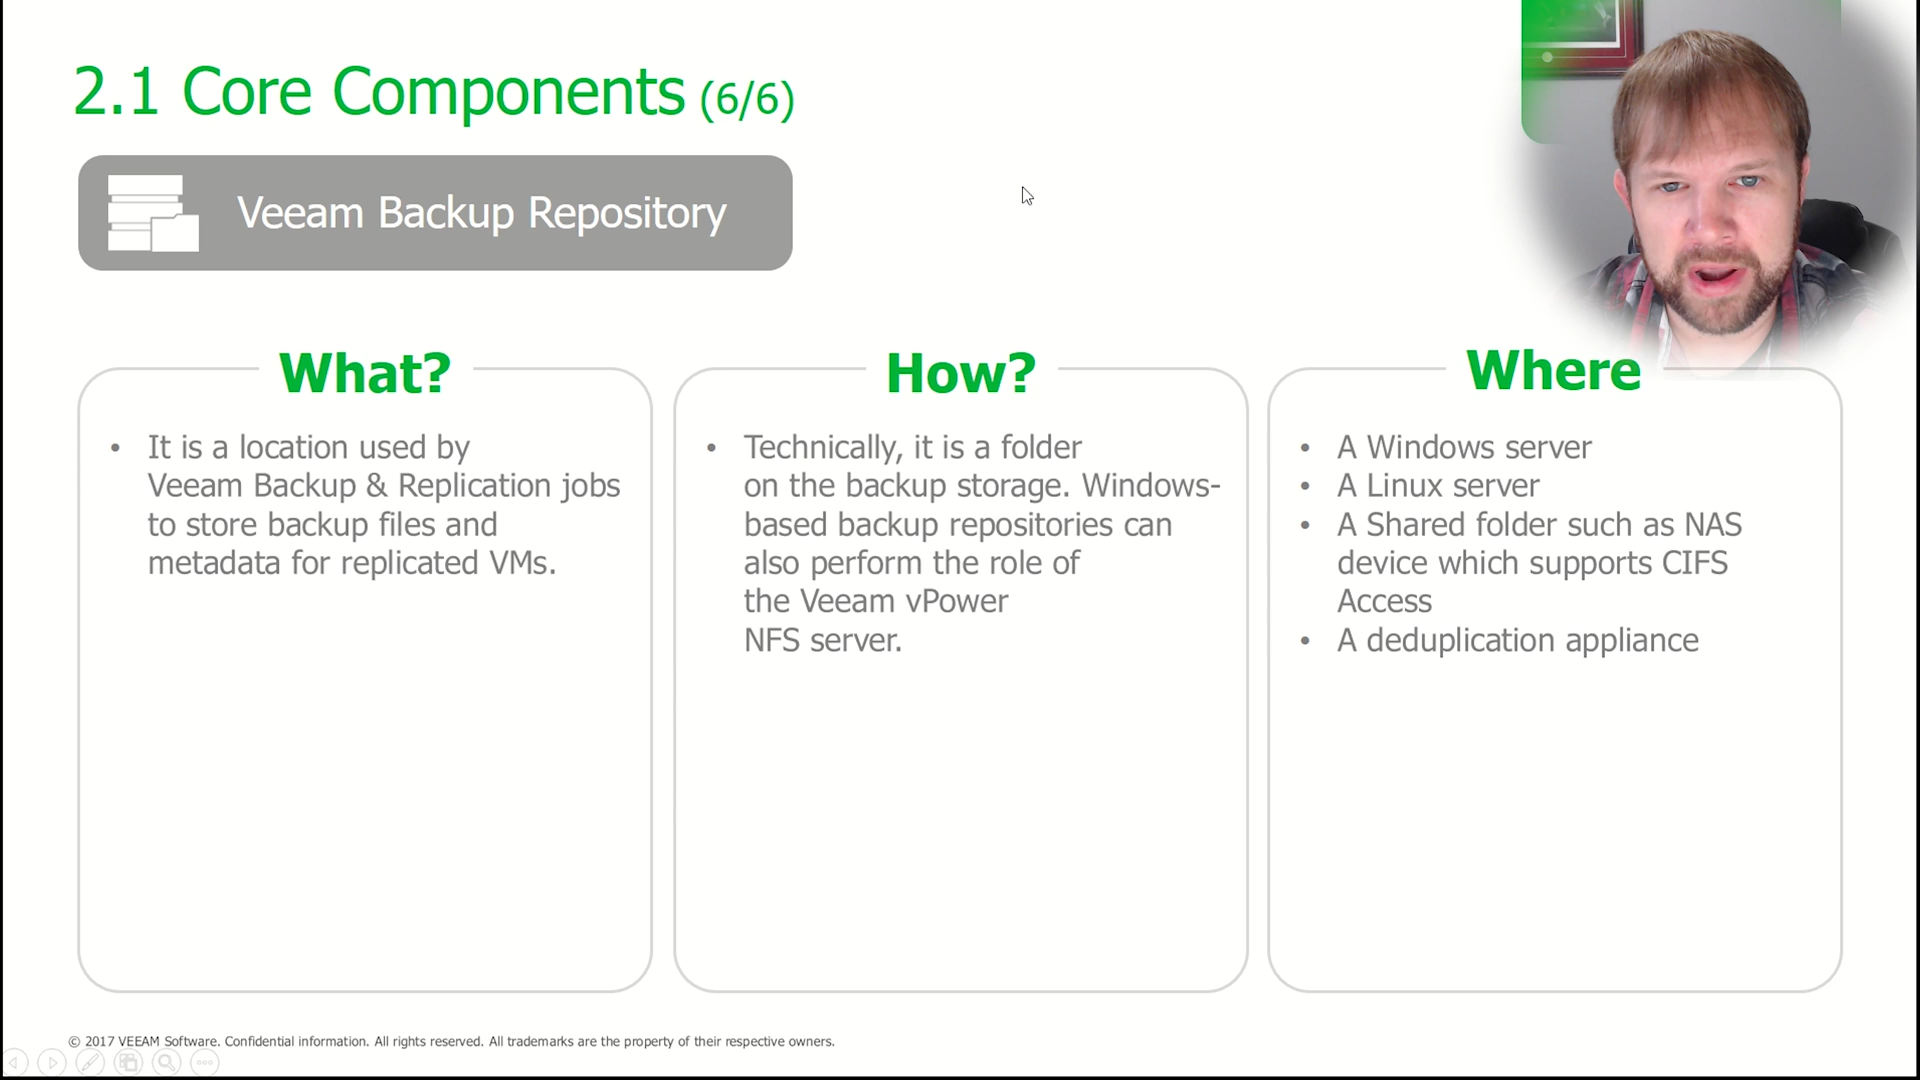 2.1 Core Components (6/6)
Veeam Backup Repository
What?
• It is a location used by
Veeam Backup & Replication jobs
to store backup files and
metadata for replicated VMs.
How?
• Technically, it is a folder
on the backup storage. Windows-
based backup repositories can
also perform the role of
the Veeam vPower
NFS server.
Where
• A Windows server
• A Linux server
• A Shared folder such as NAS
device which supports CIFS
Access
• A deduplication appliance
© 2017 VEEAM Software. Confidential information. All rights reserved. All trademarks are the property of their respective owners.